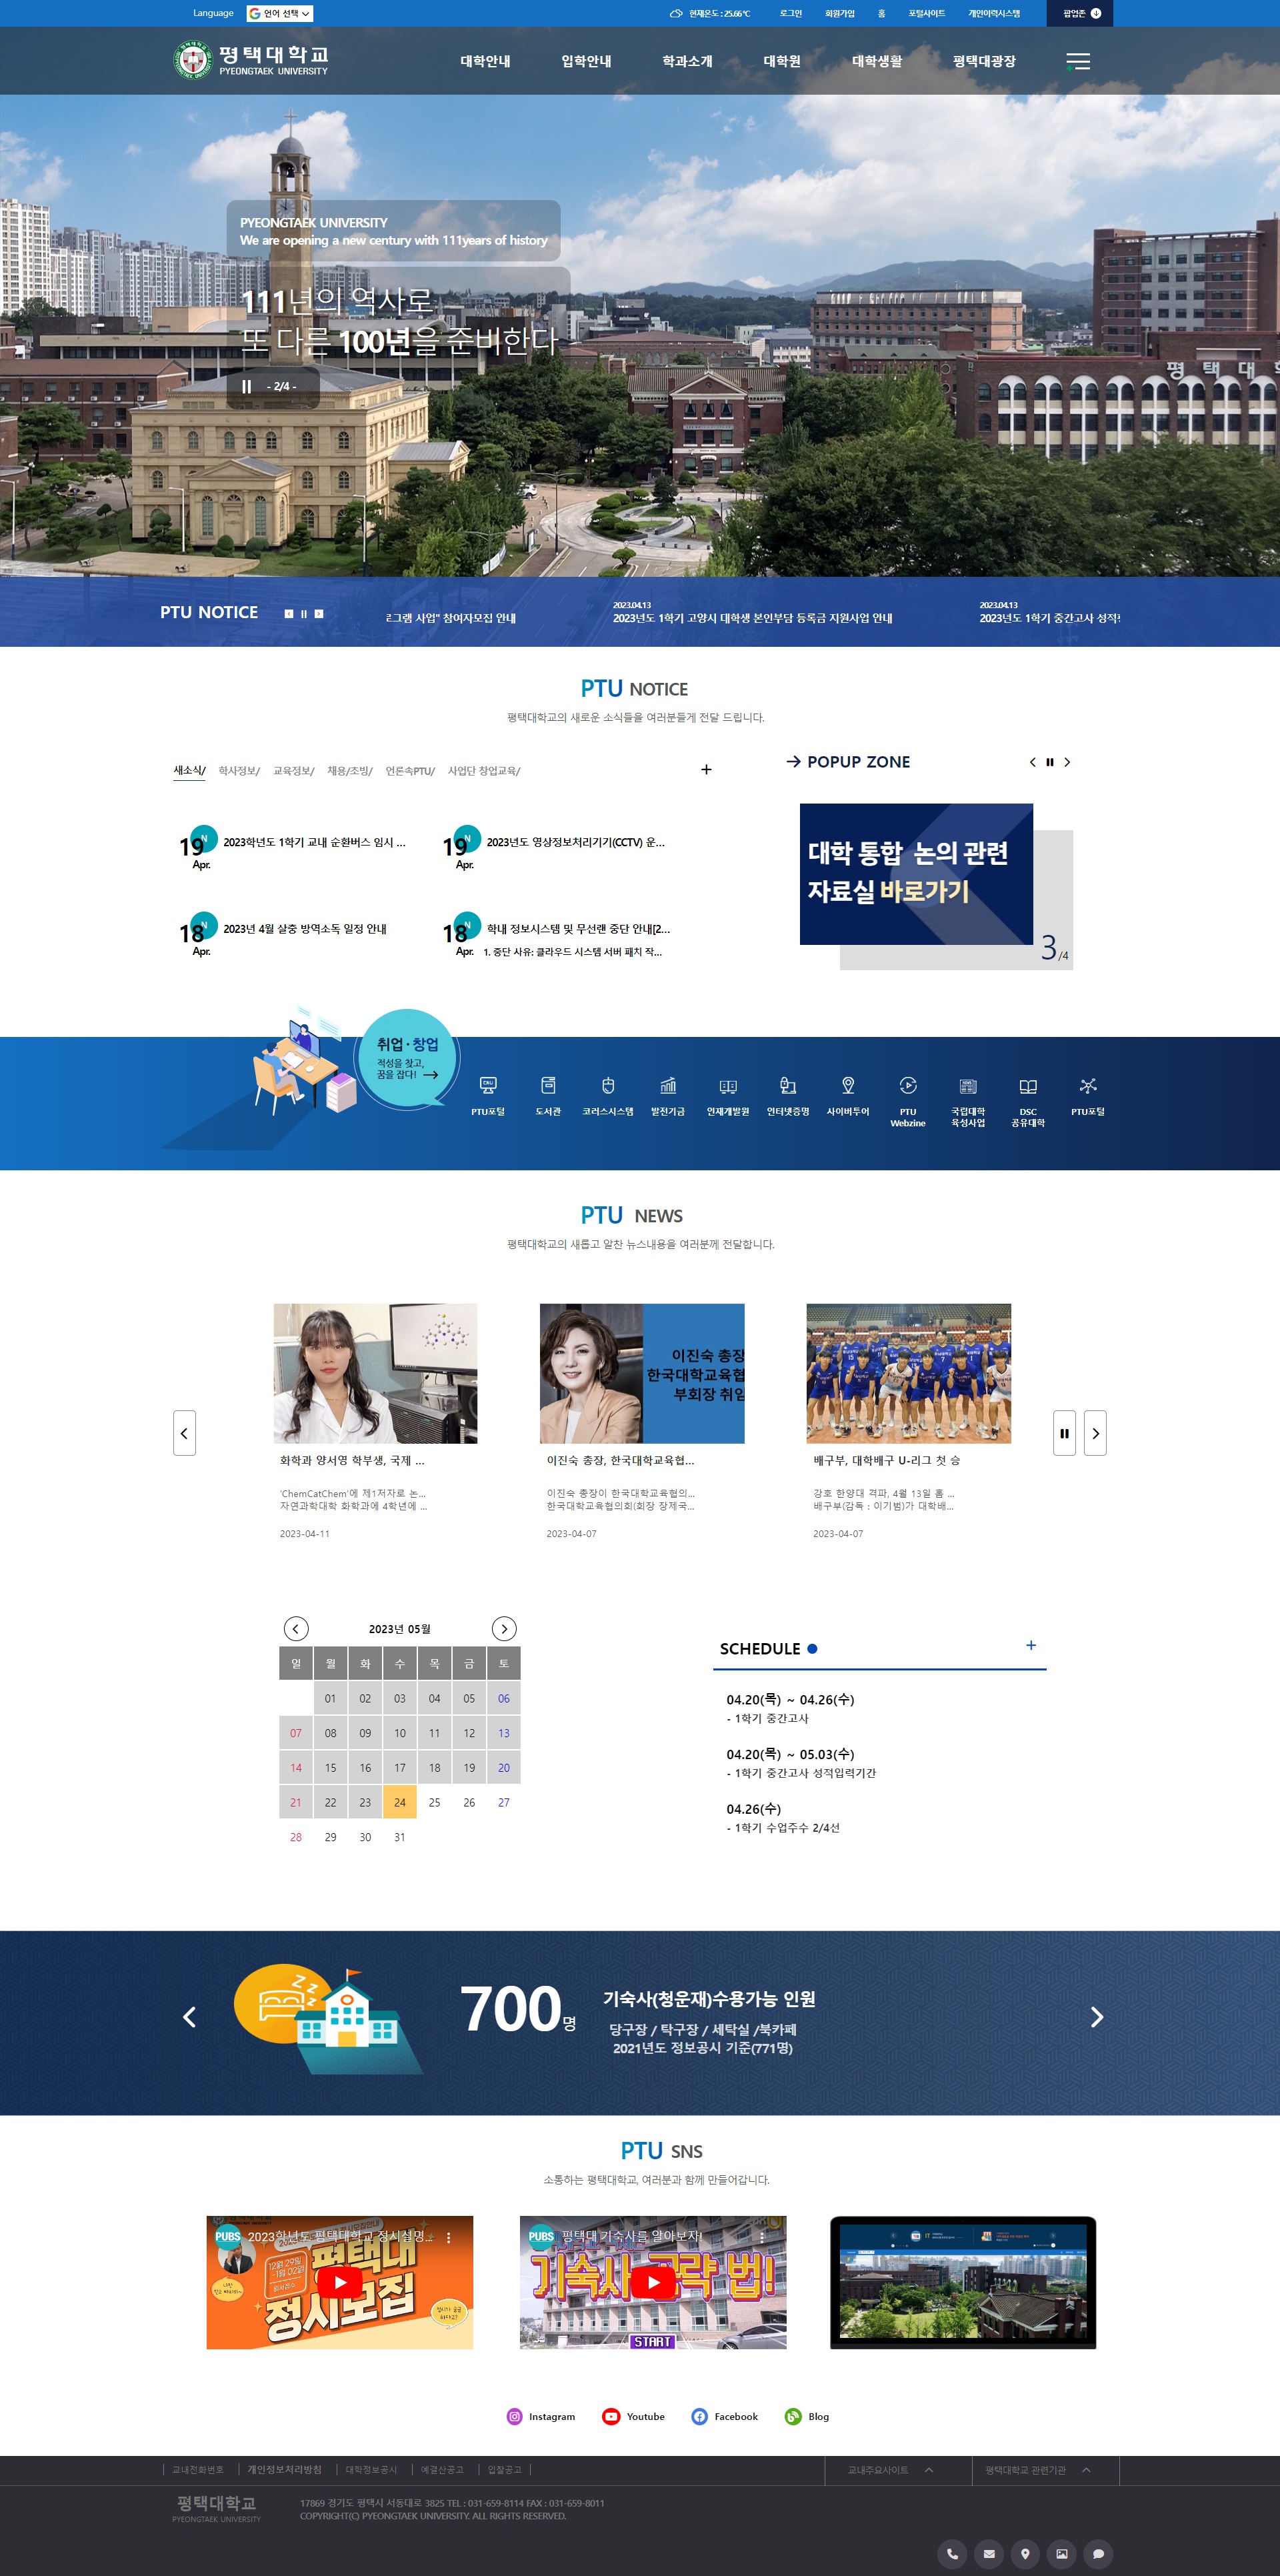 Language
언어 선택
현재온도 : 25.66 ℃
로그인
회원가입
홈
포털사이트
개인이력시스템
팝업존
평택대학교
PYEONGTAEK UNIVERSITY
대학안내
입학안내
학과소개
대학원
대학생활
평택대광장
PYEONGTAEK UNIVERSITY
We are opening a new century with 111years of history
111년의 역사로
또 다른 100년을 준비한다
- 2/4 -
평 택 대 학
PTU NOTICE
로그램 사업" 참여자모집 안내
2023.04.13
2023년도 1학기 고양시 대학생 본인부담 등록금 지원사업 안내
2023.04.13
2023년도 1학기 중간고사 성적
PTU NOTICE
평택대학교의 새로운 소식들을 여러분들게 전달 드립니다.
새소식/
학사정보/
교육정보/
채용/초빙/
언론속PTU/
사업단 창업교육/
POPUP ZONE
N
19
Apr.
2023학년도 1학기 교내 순환버스 임시 ...
N
19
Apr.
2023년도 영상정보처리기기(CCTV) 운...
N
18
Apr.
2023년 4월 살충 방역소독 일정 안내
N
18
Apr.
학내 정보시스템 및 무선랜 중단 안내[2...
1. 중단 사유: 클라우드 시스템 서버 패치 작...
대학 통합 논의 관련
자료실 바로가기
3/4
취업·창업
적성을 찾고,
꿈을 잡다!
PTU포털
도서관
코러스시스템
발전기금
인재개발원
인터넷증명
사이버투어
PTU
Webzine
국립대학
육성사업
DSC
공유대학
PTU포털
PTU NEWS
평택대학교의 새롭고 알찬 뉴스내용을 여러분께 전달합니다.
이진숙 총장
한국대학교육협
부회장 취임
화학과 양서영 학부생, 국제 ...
'ChemCatChem'에 제1저자로 논...
자연과학대학 화학과에 4학년에 ...
2023-04-11
이진숙 총장, 한국대학교육협...
이진숙 총장이 한국대학교육협의...
한국대학교육협의회(회장 장제국...
2023-04-07
배구부, 대학배구 U-리그 첫 승
강호 한양대 격파, 4월 13일 홈 ...
배구부(감독 : 이기범)가 대학배...
2023-04-07
2023년 05월
일 월 화 수 목 금 토
01 02 03 04 05 06
07 08 09 10 11 12 13
14 15 16 17 18 19 20
21 22 23 24 25 26 27
28 29 30 31
SCHEDULE
04.20(목) ~ 04.26(수)
- 1학기 중간고사
04.20(목) ~ 05.03(수)
- 1학기 중간고사 성적입력기간
04.26(수)
- 1학기 수업주수 2/4선
700명
기숙사(청운재)수용가능 인원
당구장 / 탁구장 / 세탁실 /북카페
2021년도 정보공시 기준(771명)
PTU SNS
소통하는 평택대학교, 여러분과 함께 만들어갑니다.
PUBS
2023학년도 평택대학교 정시설명...
12월29일
-1월02일
평택대
정시모집
PUBS
평택대 기숙사를 알아보자!
기숙사 공략 법!
START
Instagram
Youtube
Facebook
Blog
교내전화번호
개인정보처리방침
대학정보공시
예결산공고
입찰공고
교내주요사이트
평택대학교 관련기관
평택대학교
PYEONGTAEK UNIVERSITY
17869 경기도 평택시 서동대로 3825 TEL : 031-659-8114 FAX : 031-659-8011
COPYRIGHT(C) PYEONGTAEK UNIVERSITY. ALL RIGHTS RESERVED.